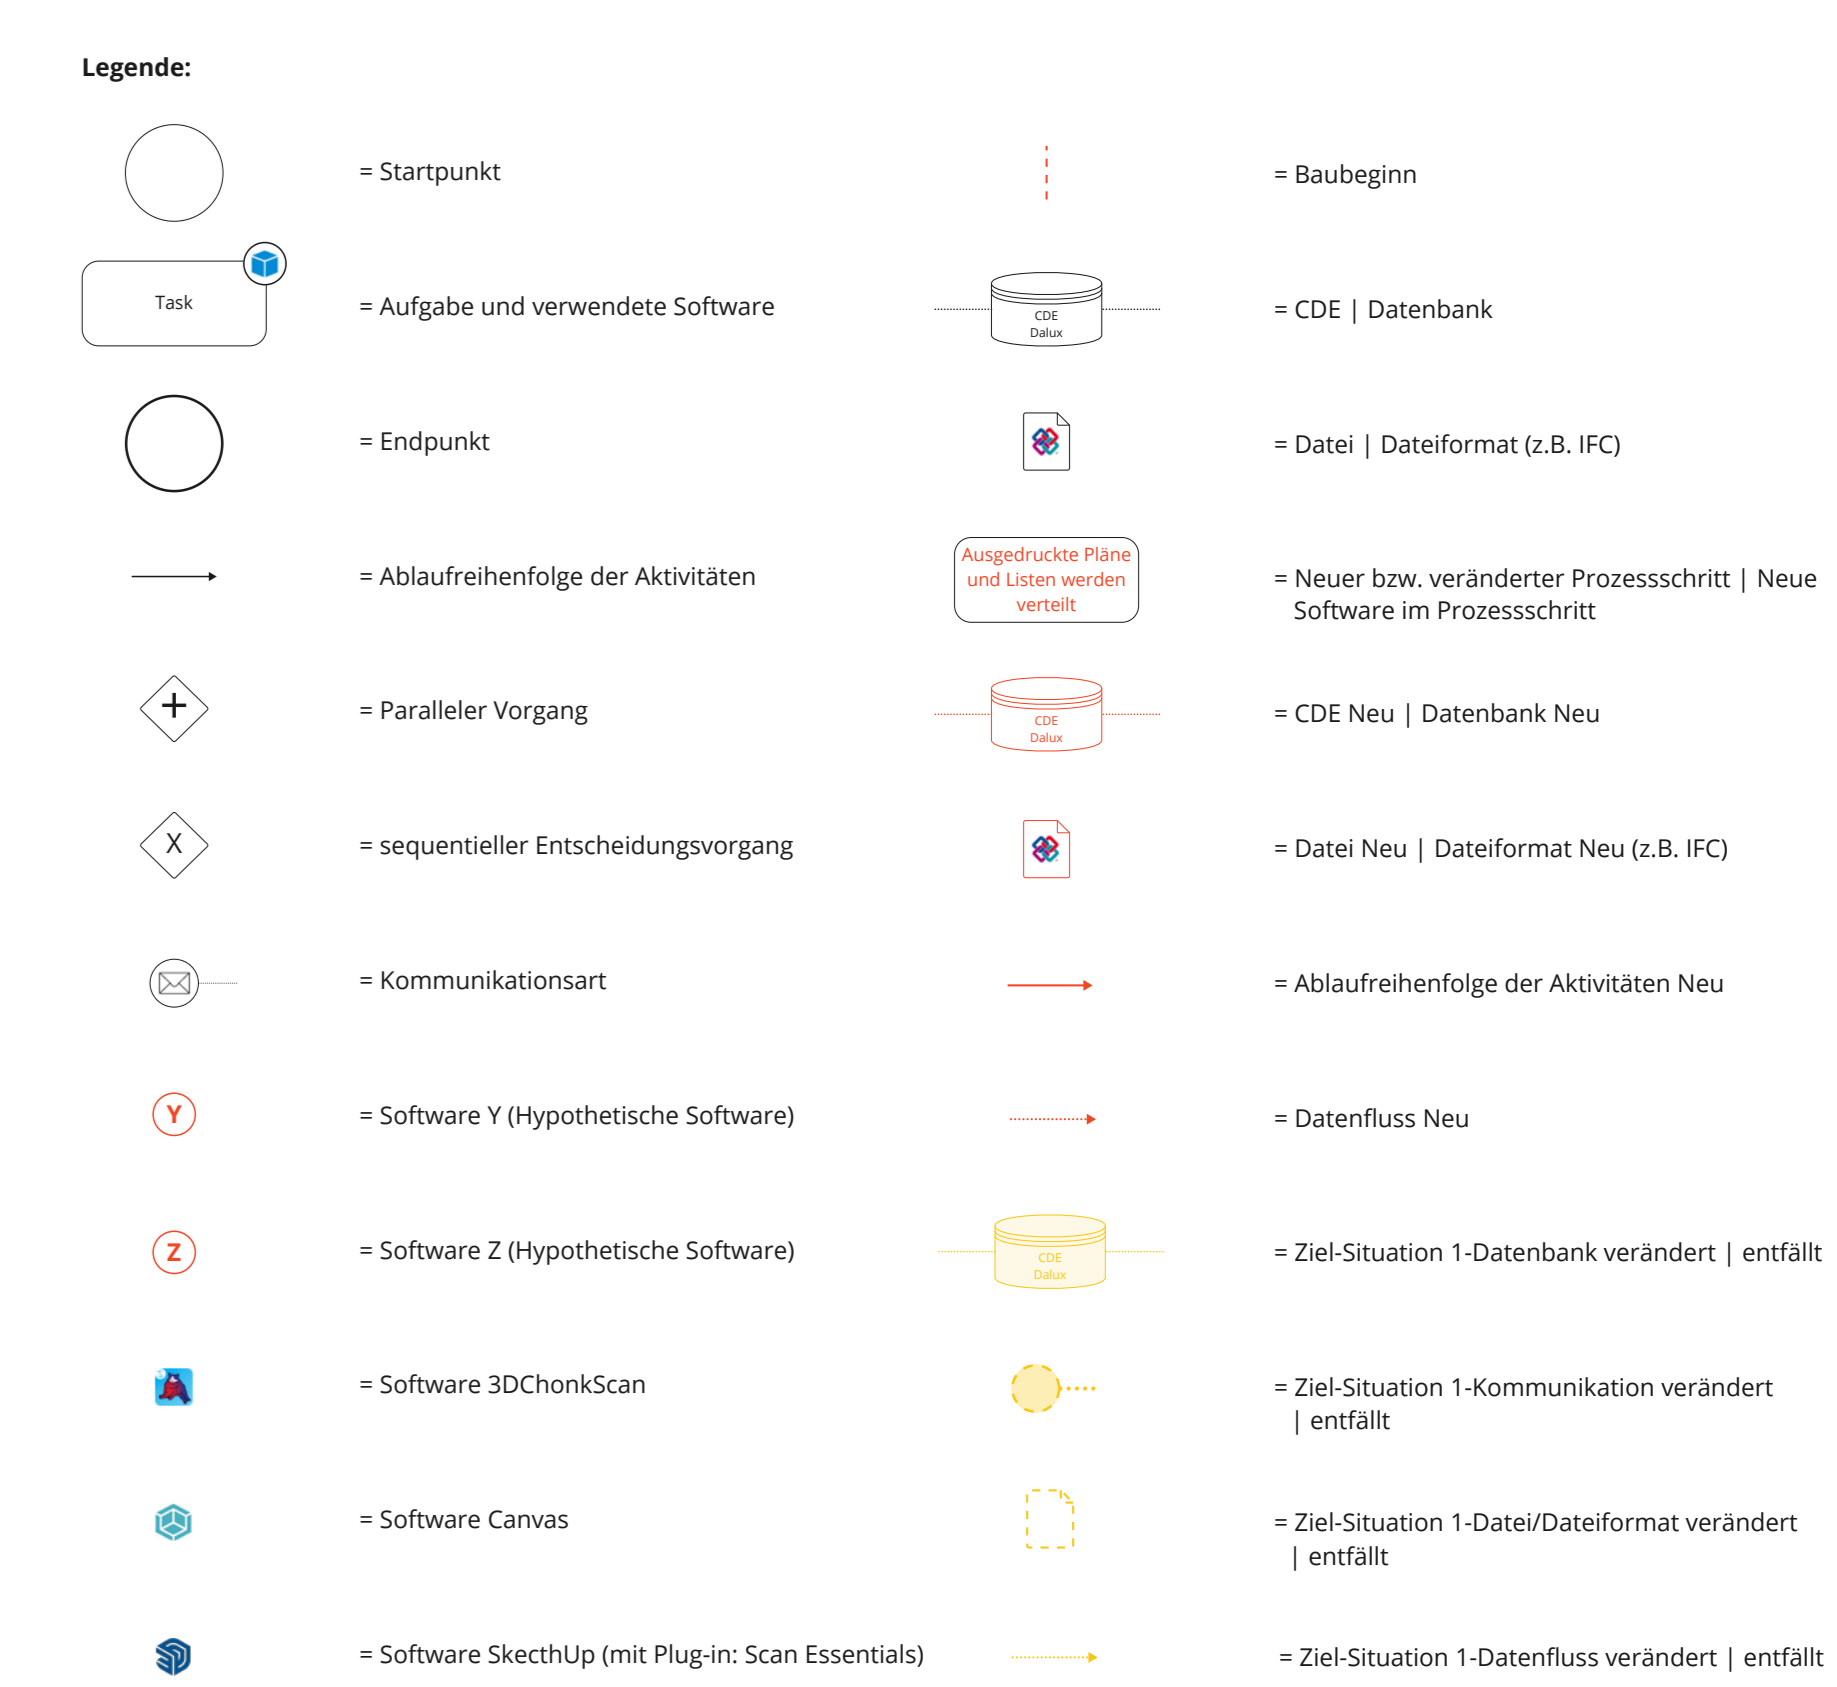 Legende:
= Startpunkt
= Baubeginn
Task
= Aufgabe und verwendete Software
CDE
Dalux
= CDE | Datenbank
= Endpunkt
= Datei | Dateiformat (z.B. IFC)
= Ablaufreihenfolge der Aktivitäten
Ausgedruckte Pläne
und Listen werden
verteilt
= Neuer bzw. veränderter Prozessschritt | Neue
Software im Prozessschritt
+
= Paralleler Vorgang
CDE
Dalux
= CDE Neu | Datenbank Neu
X
= sequentieller Entscheidungsvorgang
= Datei Neu | Dateiformat Neu (z.B. IFC)
= Kommunikationsart
= Ablaufreihenfolge der Aktivitäten Neu
Y
= Software Y (Hypothetische Software)
= Datenfluss Neu
Z
= Software Z (Hypothetische Software)
CDE
Dalux
= Ziel-Situation 1-Datenbank verändert | entfällt
= Software 3DChonkScan
= Ziel-Situation 1-Kommunikation verändert
| entfällt
= Software Canvas
= Ziel-Situation 1-Datei/Dateiformat verändert
| entfällt
= Software SkecthUp (mit Plug-in: Scan Essentials)
= Ziel-Situation 1-Datenfluss verändert | entfällt